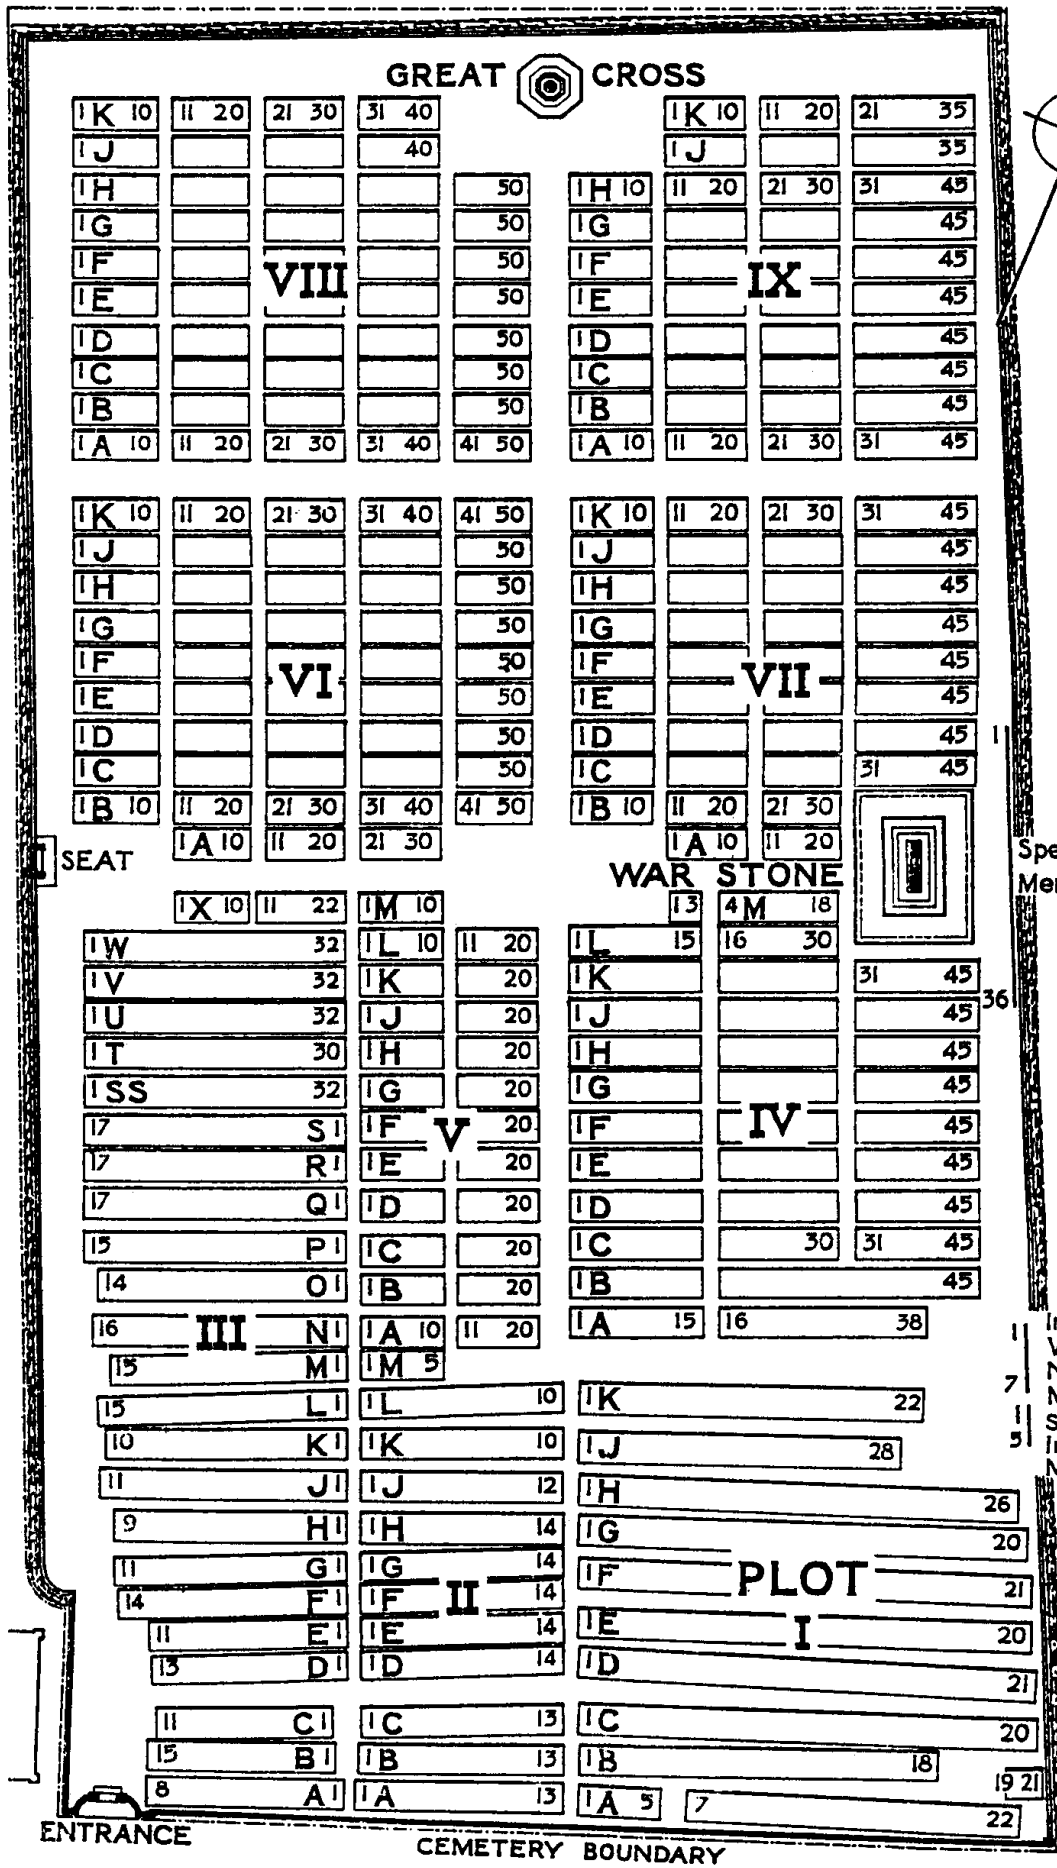 GREAT CROSS
1 K 10 11 20 21 30 31 40 1 K 10 11 20 21 35
1 J 40 1 J 35
1 H 50 1 H 10 11 20 21 30 31 45
1 G 50 1 G 45
1 F 50 1 F 45
VIII IX
1 E 50 1 E 45
1 D 50 1 D 45
1 C 50 1 C 45
1 B 50 1 B 45
1 A 10 11 20 21 30 31 40 41 50 1 A 10 11 20 21 30 31 45
1 K 10 11 20 21 30 31 40 41 50 1 K 10 11 20 21 30 31 45
1 J 50 1 J 45
1 H 50 1 H 45
1 G 50 1 G 45
1 F 50 1 F 45
VI VII
1 E 50 1 E 45
1 D 50 1 D 45 1
1 C 50 1 C 31 45
1 B 10 11 20 21 30 31 40 41 50 1 B 10 11 20 21 30
1 A 10 11 20 21 30 1 A 10 11 20
SEAT Spe
WAR STONE Mer
1 X 10 11 22 1 M 10 1 3 4 M 18
1 W 32 1 L 10 11 20 1 L 15 16 30
1 V 32 1 K 20 1 K 31 45
1 U 32 1 J 20 1 J 45 36
1 T 30 1 H 20 1 H 45
1 SS 32 1 G 20 1 G 45
17 S 1 1 F 20 1 F 45
V IV
17 R 1 1 E 20 1 E 45
17 Q 1 1 D 20 1 D 45
15 P 1 1 C 20 1 C 30 31 45
14 O 1 1 B 20 1 B 45
16 III N 1 1 A 10 11 20 1 A 15 16 38 1
15 M 1 1 M 5
15 L 1 1 L 10 1 K 22 7
10 K 1 1 K 10 1 J 28 1 5
11 J 1 1 J 12 1 H 26
9 H 1 1 H 14 1 G 20
11 G 1 1 G 14 1 F PLOT 21
14 F 1 1 F II 14
11 E 1 1 E 14 1 E I 20
13 D 1 1 D 14 1 D 21
11 C 1 1 C 13 1 C 20
15 B 1 1 B 13 1 B 18 19 21
8 A 1 1 A 13 1 A 5 7 22
ENTRANCE
CEMETERY BOUNDARY